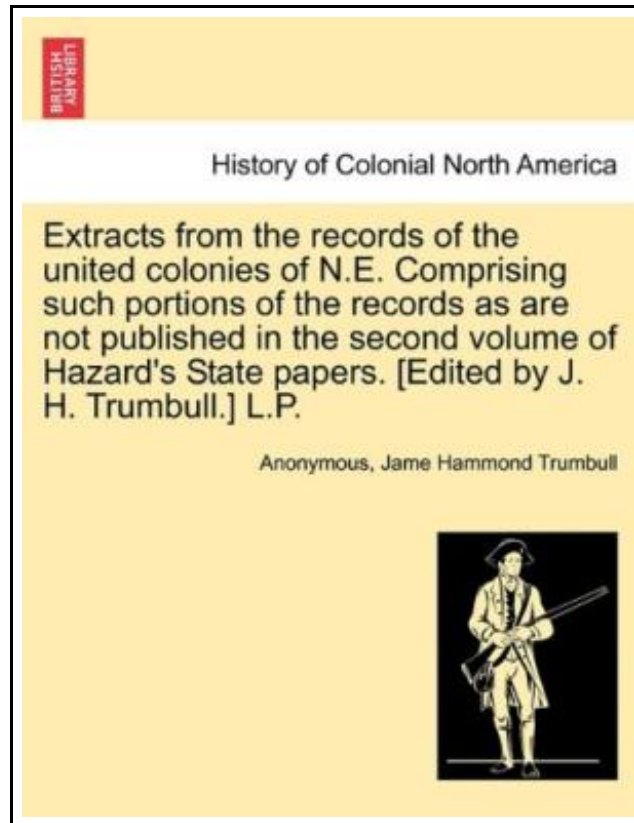 BRITISH
LIBRARY
History of Colonial North America
Extracts from the records of the
united colonies of N.E. Comprising
such portions of the records as are
not published in the second volume of
Hazard's State papers. [Edited by J.
H. Trumbull.] L.P.
Anonymous, Jame Hammond Trumbull